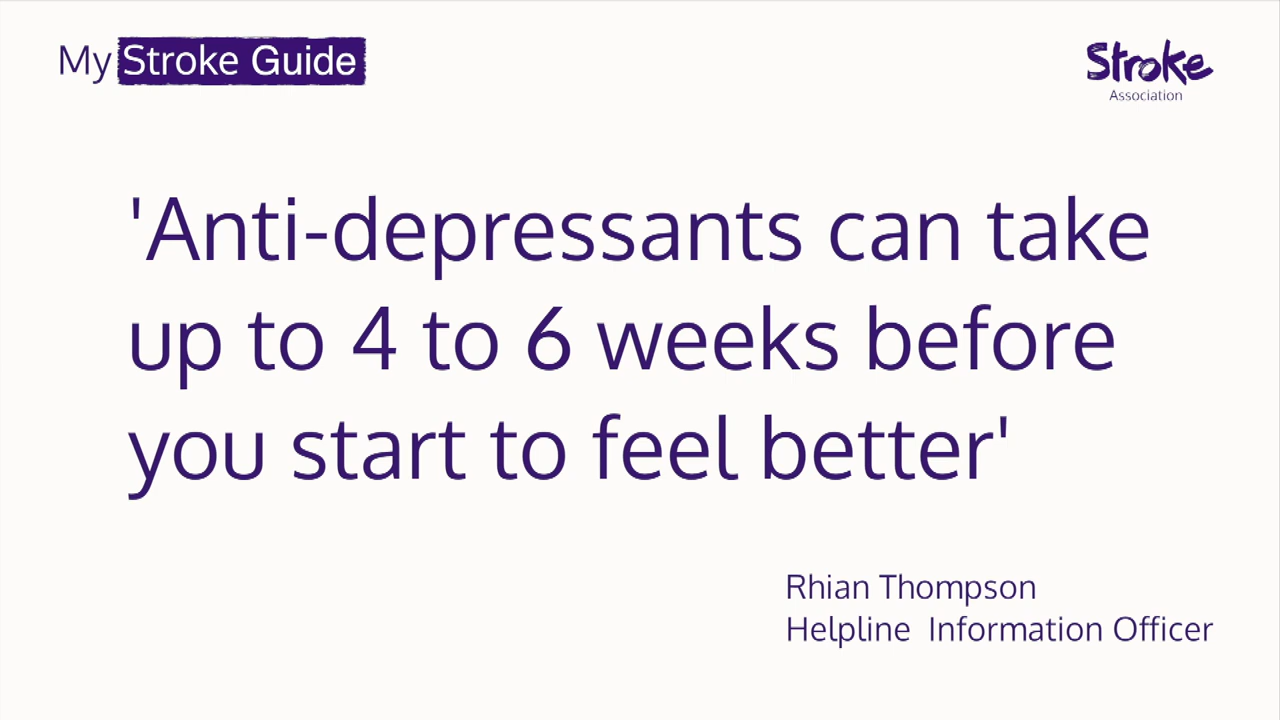 My Stroke Guide
Stroke
Association
'Anti-depressants can take
up to 4 to 6 weeks before
you start to feel better'
Rhian Thompson
Helpline Information Officer